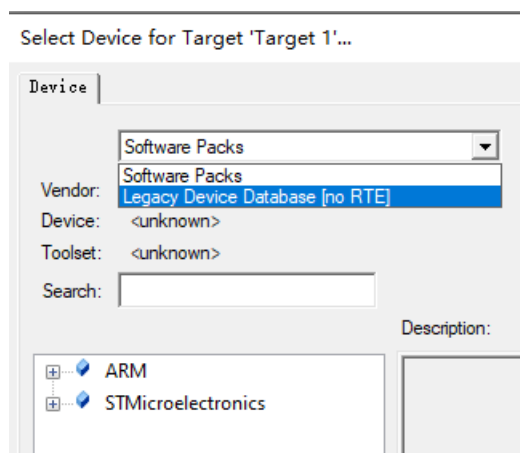 Select Device for Target 'Target 1'...
Device
Software Packs
Software Packs
Legacy Device Database [no RTE]
Vendor:
Device: <unknown>
Toolset: <unknown>
Search:
Description:
ARM
STMicroelectronics